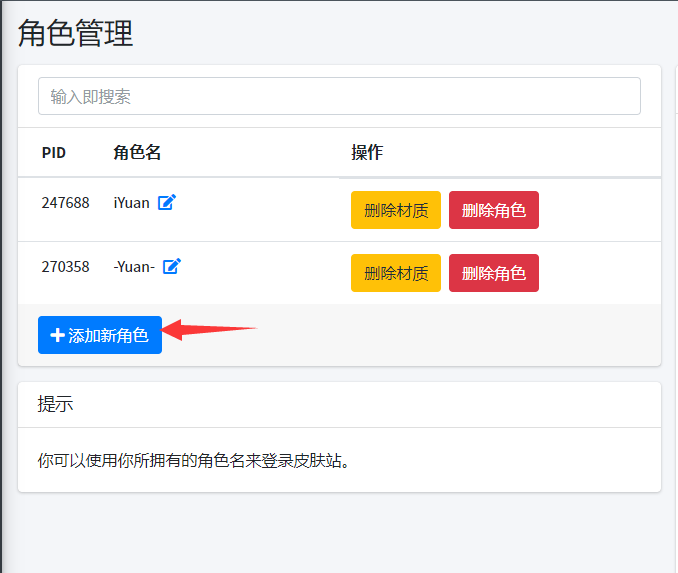 角色管理
输入即搜索
PID 角色名 操作
247688 iYuan 删除材质 删除角色
270358 -Yuan- 删除材质 删除角色
添加新角色
提示
你可以使用你所拥有的角色名来登录皮肤站。